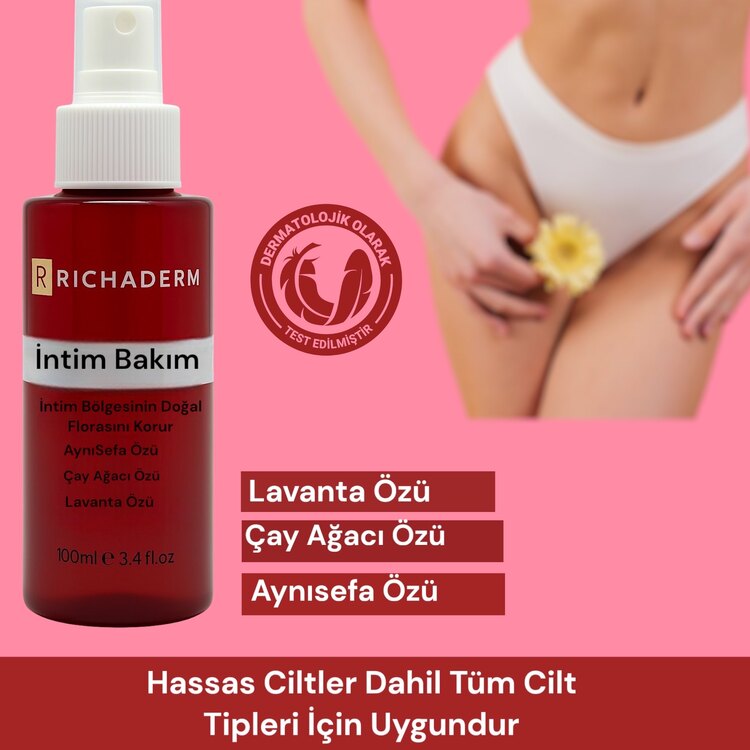 R RICHADERM
İntim Bakım
İntim Bölgesinin Doğal
Florasını Korur
AynıSefa Özü
Çay Ağacı Özü
Lavanta Özü
100ml e 3.4 fl.oz
DERMATOLOJİK OLARAK
TEST EDİLMİŞTİR
Lavanta Özü
Çay Ağacı Özü
Aynısefa Özü
Hassas Ciltler Dahil Tüm Cilt
Tipleri İçin Uygundur